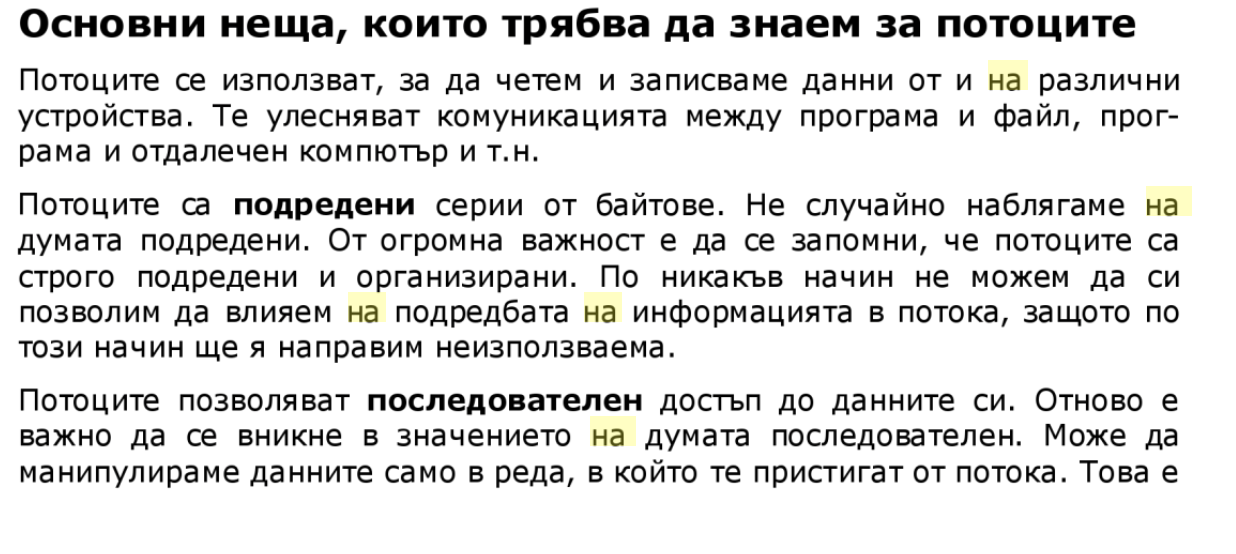 Основни неща, които трябва да знаем за потоците
Потоците се използват, за да четем и записваме данни от и на различни
устройства. Те улесняват комуникацията между програма и файл, прог-
рама и отдалечен компютър и т.н.
Потоците са подредени серии от байтове. Не случайно наблягаме на
думата подредени. От огромна важност е да се запомни, че потоците са
строго подредени и организирани. По никакъв начин не можем да си
позволим да влияем на подредбата на информацията в потока, защото по
този начин ще я направим неизползваема.
Потоците позволяват последователен достъп до данните си. Отново е
важно да се вникне в значението на думата последователен. Може да
манипулираме данните само в реда, в който те пристигат от потока. Това е